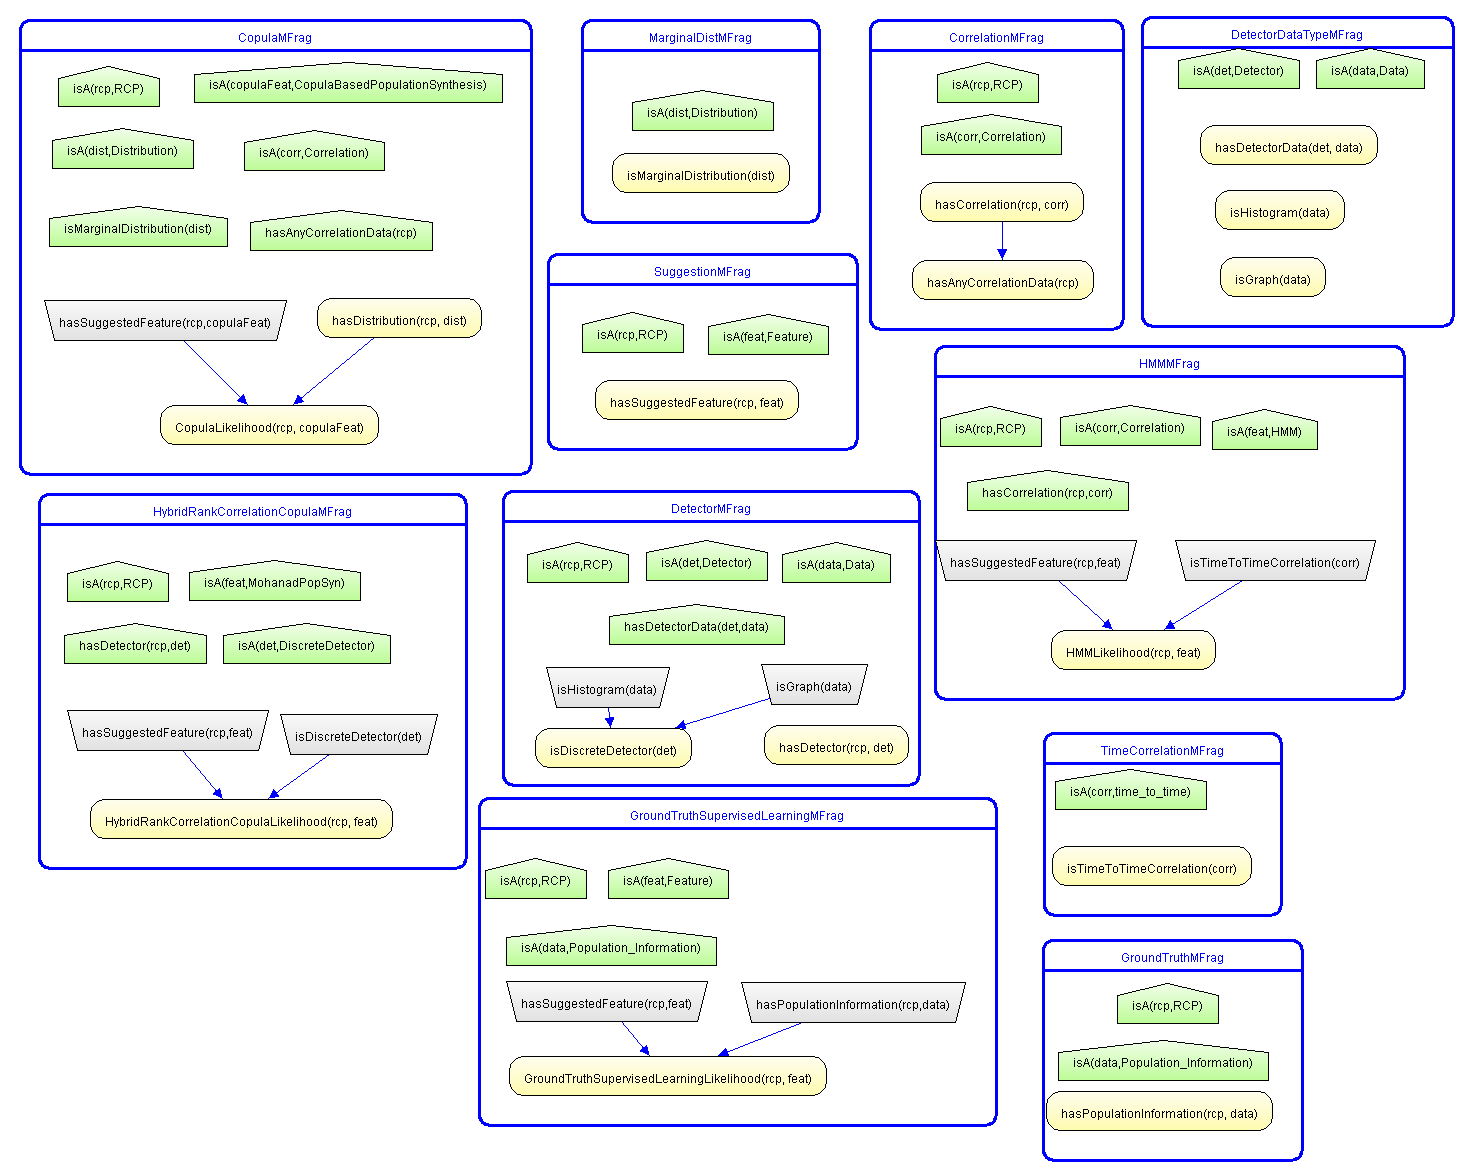 CopulaMFrag
isA(rcp,RCP)
isA(copulaFeat,CopulaBasedPopulationSynthesis)
isA(dist,Distribution)
isA(corr,Correlation)
isMarginalDistribution(dist)
hasAnyCorrelationData(rcp)
hasSuggestedFeature(rcp,copulaFeat)
hasDistribution(rcp, dist)
CopulaLikelihood(rcp, copulaFeat)
MarginalDistMFrag
isA(dist,Distribution)
isMarginalDistribution(dist)
CorrelationMFrag
isA(rcp,RCP)
isA(corr,Correlation)
hasCorrelation(rcp, corr)
hasAnyCorrelationData(rcp)
DetectorDataTypeMFrag
isA(det,Detector)
isA(data,Data)
hasDetectorData(det, data)
isHistogram(data)
isGraph(data)
SuggestionMFrag
isA(rcp,RCP)
isA(feat,Feature)
hasSuggestedFeature(rcp, feat)
HMMMFrag
isA(rcp,RCP)
isA(corr,Correlation)
isA(feat,HMM)
hasCorrelation(rcp,corr)
hasSuggestedFeature(rcp,feat)
isTimeToTimeCorrelation(corr)
HMMLikelihood(rcp, feat)
HybridRankCorrelationCopulaMFrag
isA(rcp,RCP)
isA(feat,MohanadPopSyn)
hasDetector(rcp,det)
isA(det,DiscreteDetector)
hasSuggestedFeature(rcp,feat)
isDiscreteDetector(det)
HybridRankCorrelationCopulaLikelihood(rcp, feat)
DetectorMFrag
isA(rcp,RCP)
isA(det,Detector)
isA(data,Data)
hasDetectorData(det,data)
isHistogram(data)
isGraph(data)
isDiscreteDetector(det)
hasDetector(rcp, det)
TimeCorrelationMFrag
isA(corr,time_to_time)
isTimeToTimeCorrelation(corr)
GroundTruthSupervisedLearningMFrag
isA(rcp,RCP)
isA(feat,Feature)
isA(data,Population_Information)
hasSuggestedFeature(rcp,feat)
hasPopulationInformation(rcp,data)
GroundTruthSupervisedLearningLikelihood(rcp, feat)
GroundTruthMFrag
isA(rcp,RCP)
isA(data,Population_Information)
hasPopulationInformation(rcp, data)